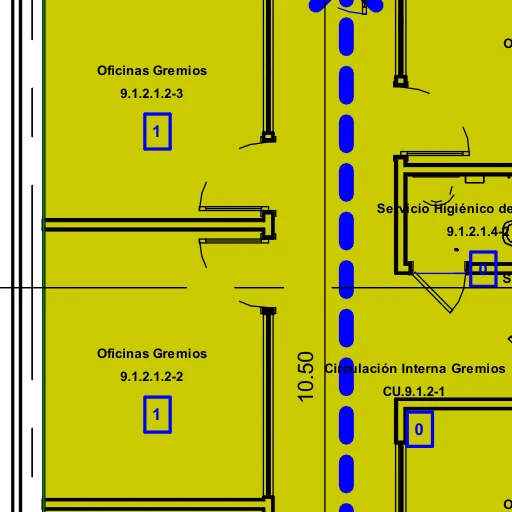 Oficinas Gremios
9.1.2.1.2-3
1
Servicio Higiénico de
9.1.2.1.4-
0
S
Oficinas Gremios
9.1.2.1.2-2
1
10.50
Circulación Interna Gremios
CU.9.1.2-1
0
O
O